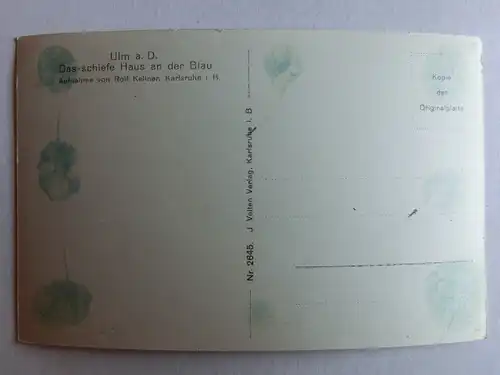 Ulm a. D.
Das schiefe Haus an der Blau
Aufnahme von Rolf Kellner, Karlsruhe i. B.
Nr. 2645. J. Velten Verlag, Karlsruhe i. B
Kopie
der
Originalplatte